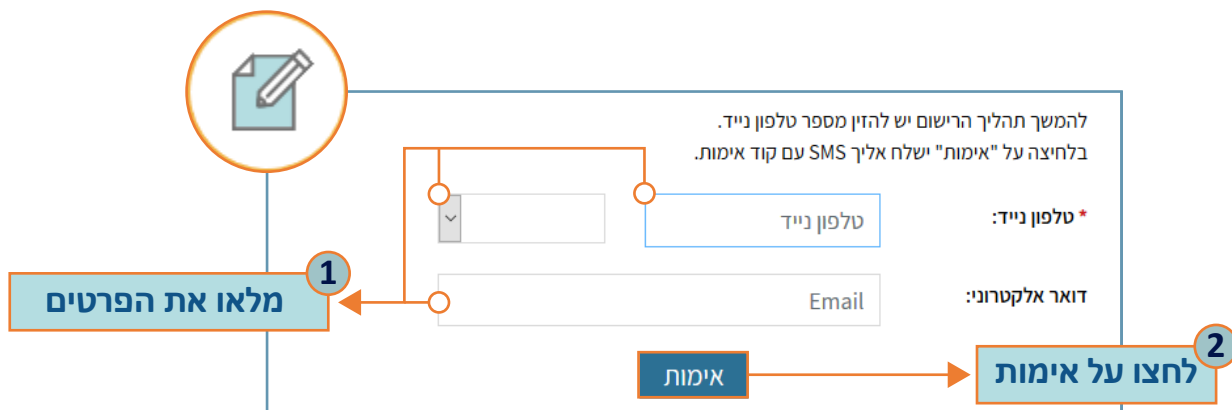 להמשך תהליך הרישום יש להזין מספר טלפון נייד.
בלחיצה על "אימות" ישלח אליך SMS עם קוד אימות.
* טלפון נייד:
טלפון נייד
דואר אלקטרוני:
Email
1
מלאו את הפרטים
אימות
2
לחצו על אימות